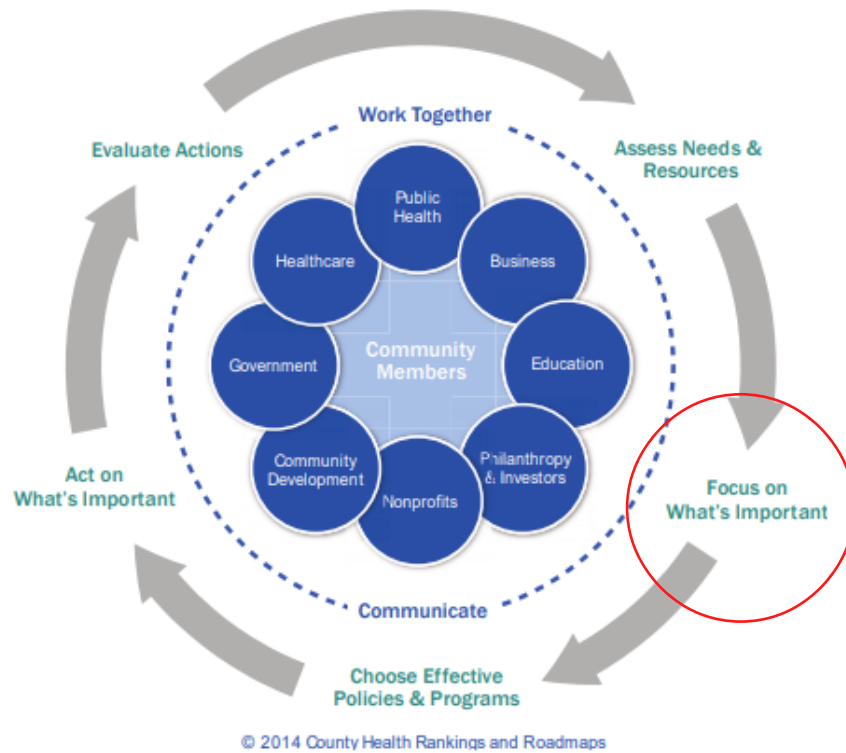 Work Together
Evaluate Actions
Assess Needs &
Resources
Public
Health
Healthcare
Business
Government
Community
Members
Education
Community
Development
Philanthropy
& Investors
Nonprofits
Act on
What's Important
Focus on
What's Important
Communicate
Choose Effective
Policies & Programs
© 2014 County Health Rankings and Roadmaps